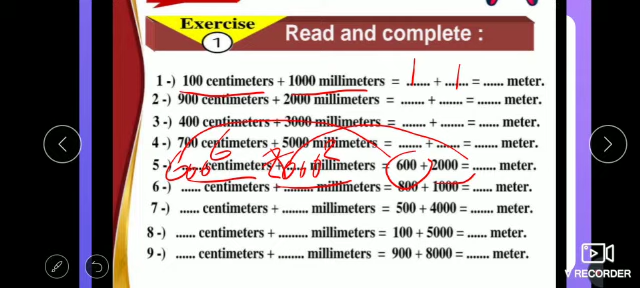 Exercise
1
Read and complete :
1 -) 100 centimeters + 1000 millimeters = 1 + 1 = ...... meter.
2-) 900 centimeters + 2000 millimeters = ....... + ...... = ...... meter.
3-) 400 centimeters + 3000 millimeters = ....... + ...... = ...... meter.
4-) 700 centimeters + 5000 millimeters = ....... + ...... = ...... meter.
5-) centimeters + millimeters = 600 + 2000 = ...... meter.
6-) ...... centimeters + ........ millimeters = 800 + 1000 = ...... meter.
7 -) ...... centimeters + ........ millimeters = 500 + 4000 = ....... meter.
8 -) ...... centimeters + ........ millimeters = 100 + 5000 = ...... meter.
9 -) ...... centimeters + ........ millimeters = 900 + 8000 = ...... meter.
RECORDER